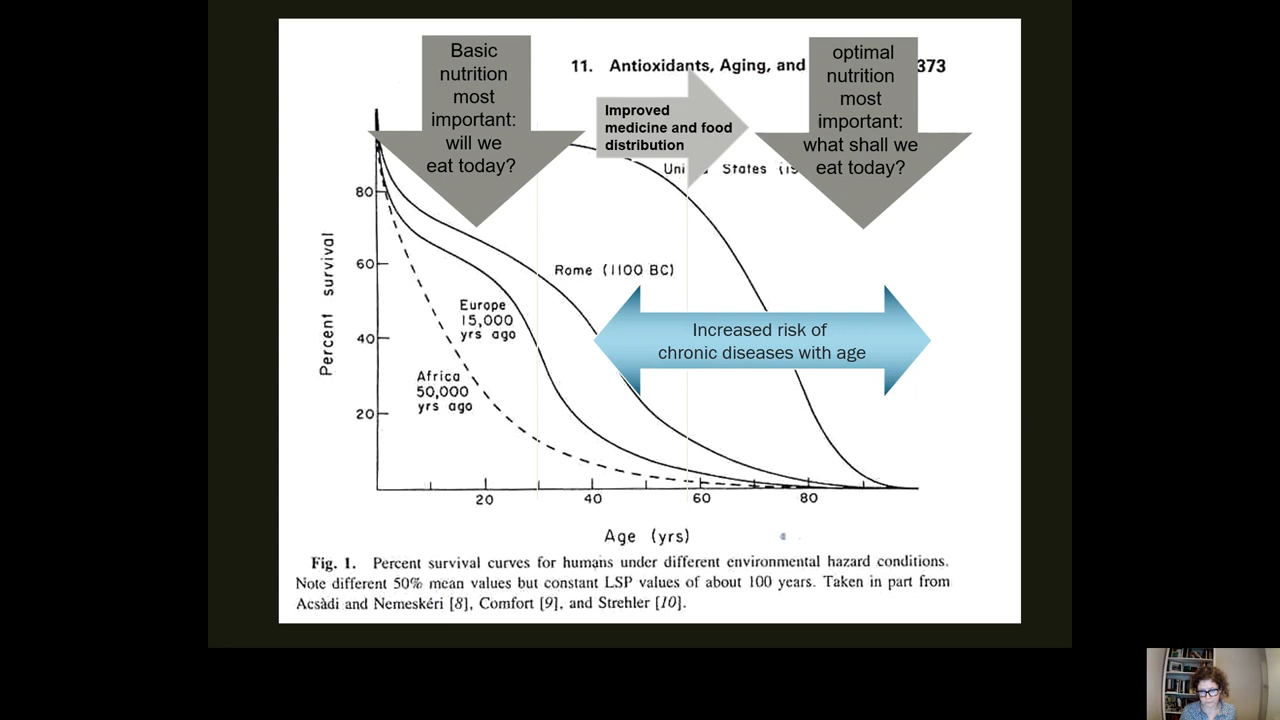 11. Antioxidants, Aging, and
373
Basic
nutrition
most
important:
will we
eat today?
Improved
medicine and food
distribution
optimal
nutrition
most
important:
what shall we
eat today?
States
Rome (1100 BC)
Europe
15,000
yrs ago
Africa
50,000
yrs ago
Increased risk of
chronic diseases with age
Percent survival
80
60
40
20
20 40 60 80
Age (yrs)
Fig. 1. Percent survival curves for humans under different environmental hazard conditions.
Note different 50% mean values but constant LSP values of about 100 years. Taken in part from
Acsàdi and Nemeskéri [8], Comfort [9], and Strehler [10].